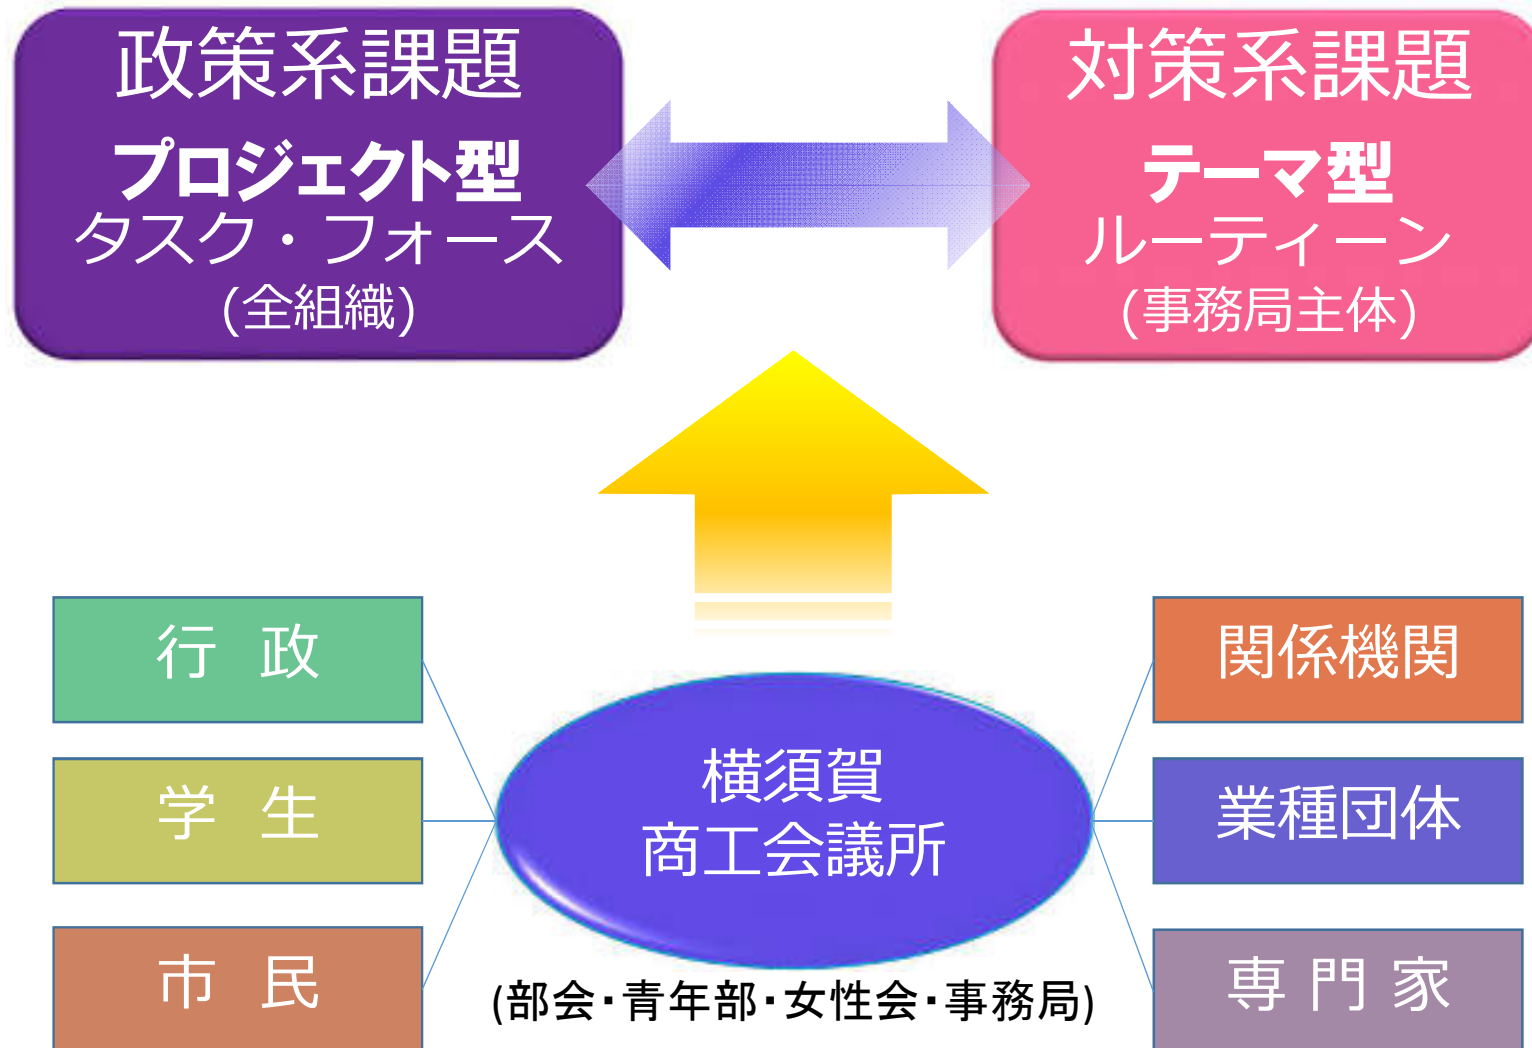 政策系課題
プロジェクト型
タスク・フォース
(全組織)
対策系課題
テーマ型
ルーティーン
(事務局主体)
行 政
学 生
市 民
横須賀
商工会議所
(部会・青年部・女性会・事務局)
関係機関
業種団体
専 門 家